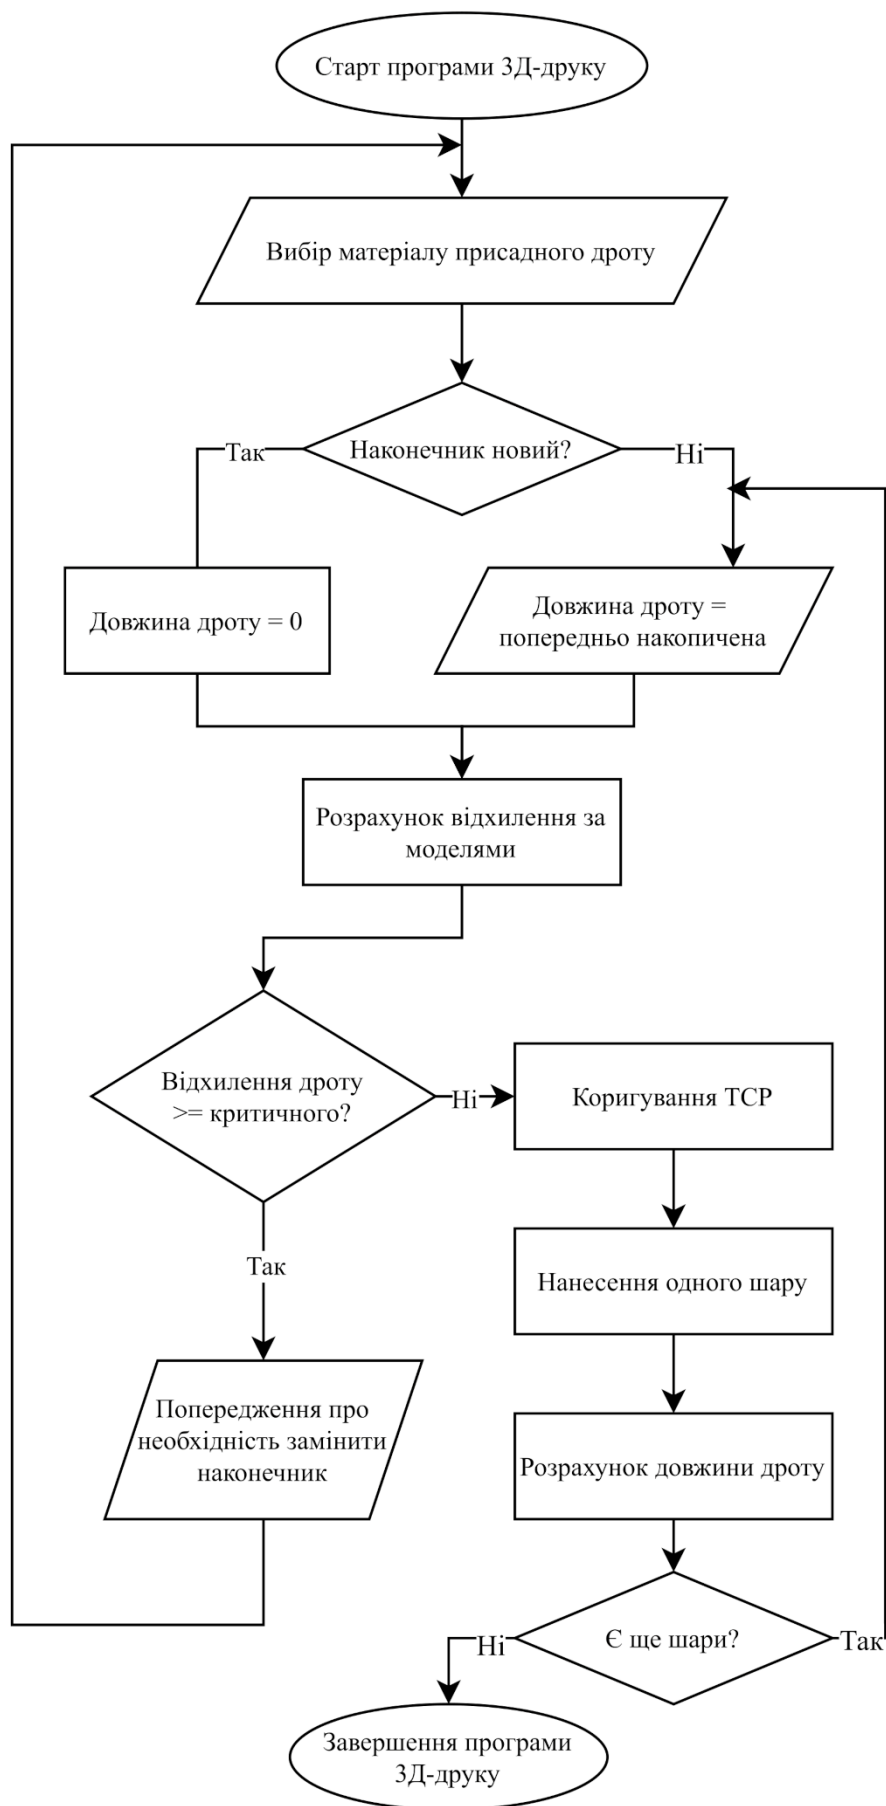 Старт програми 3Д-друку
Вибір матеріалу присадного дроту
Наконечник новий?
Так
Ні
Довжина дроту = 0
Довжина дроту =
попередньо накопичена
Розрахунок відхилення за
моделями
Відхилення дроту
>= критичного?
Ні
Коригування TCP
Так
Нанесення одного шару
Попередження про
необхідність замінити
наконечник
Розрахунок довжини дроту
Є ще шари?
Ні
Так
Завершення програми
3Д-друку